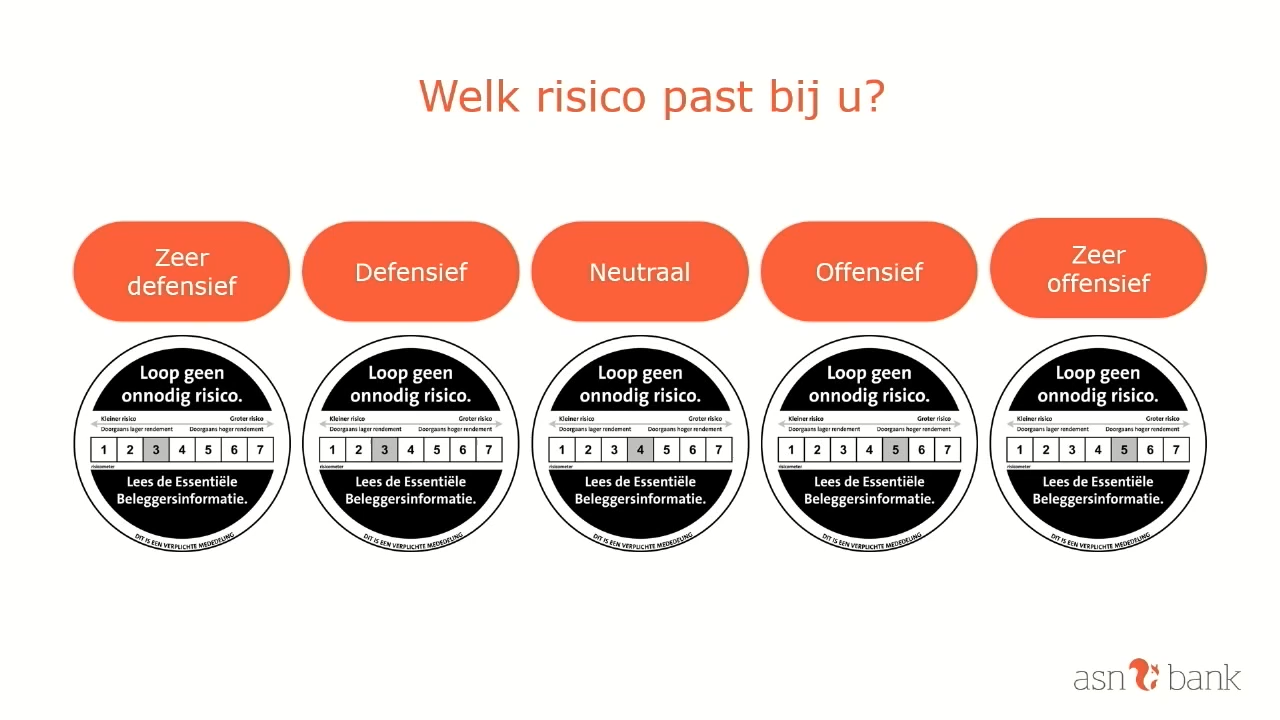 Welk risico past bij u?
Zeer
defensief
Defensief
Neutraal
Offensief
Zeer
offensief
Loop geen
onnodig risico.
Kleiner risico Groter risico
Doorgaans lager rendement Doorgaans hoger rendement
1 2 3 4 5 6 7
risicometer
Lees de Essentiële
Beleggersinformatie.
DIT IS EEN VERPLICHTE MEDEDELING
Loop geen
onnodig risico.
Kleiner risico Groter risico
Doorgaans lager rendement Doorgaans hoger rendement
1 2 3 4 5 6 7
risicometer
Lees de Essentiële
Beleggersinformatie.
DIT IS EEN VERPLICHTE MEDEDELING
Loop geen
onnodig risico.
Kleiner risico Groter risico
Doorgaans lager rendement Doorgaans hoger rendement
1 2 3 4 5 6 7
risicometer
Lees de Essentiële
Beleggersinformatie.
DIT IS EEN VERPLICHTE MEDEDELING
Loop geen
onnodig risico.
Kleiner risico Groter risico
Doorgaans lager rendement Doorgaans hoger rendement
1 2 3 4 5 6 7
risicometer
Lees de Essentiële
Beleggersinformatie.
DIT IS EEN VERPLICHTE MEDEDELING
Loop geen
onnodig risico.
Kleiner risico Groter risico
Doorgaans lager rendement Doorgaans hoger rendement
1 2 3 4 5 6 7
risicometer
Lees de Essentiële
Beleggersinformatie.
DIT IS EEN VERPLICHTE MEDEDELING
asn bank